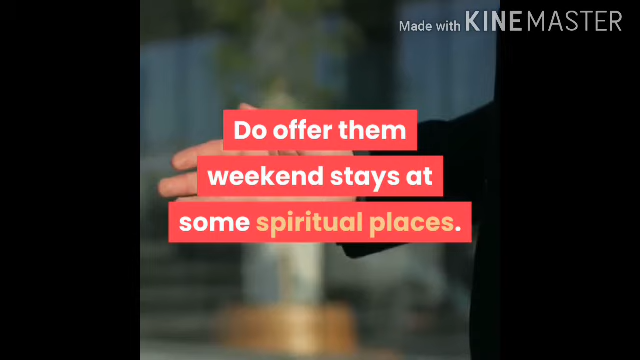 Made with KINEMASTER
Do offer them
weekend stays at
some spiritual places.